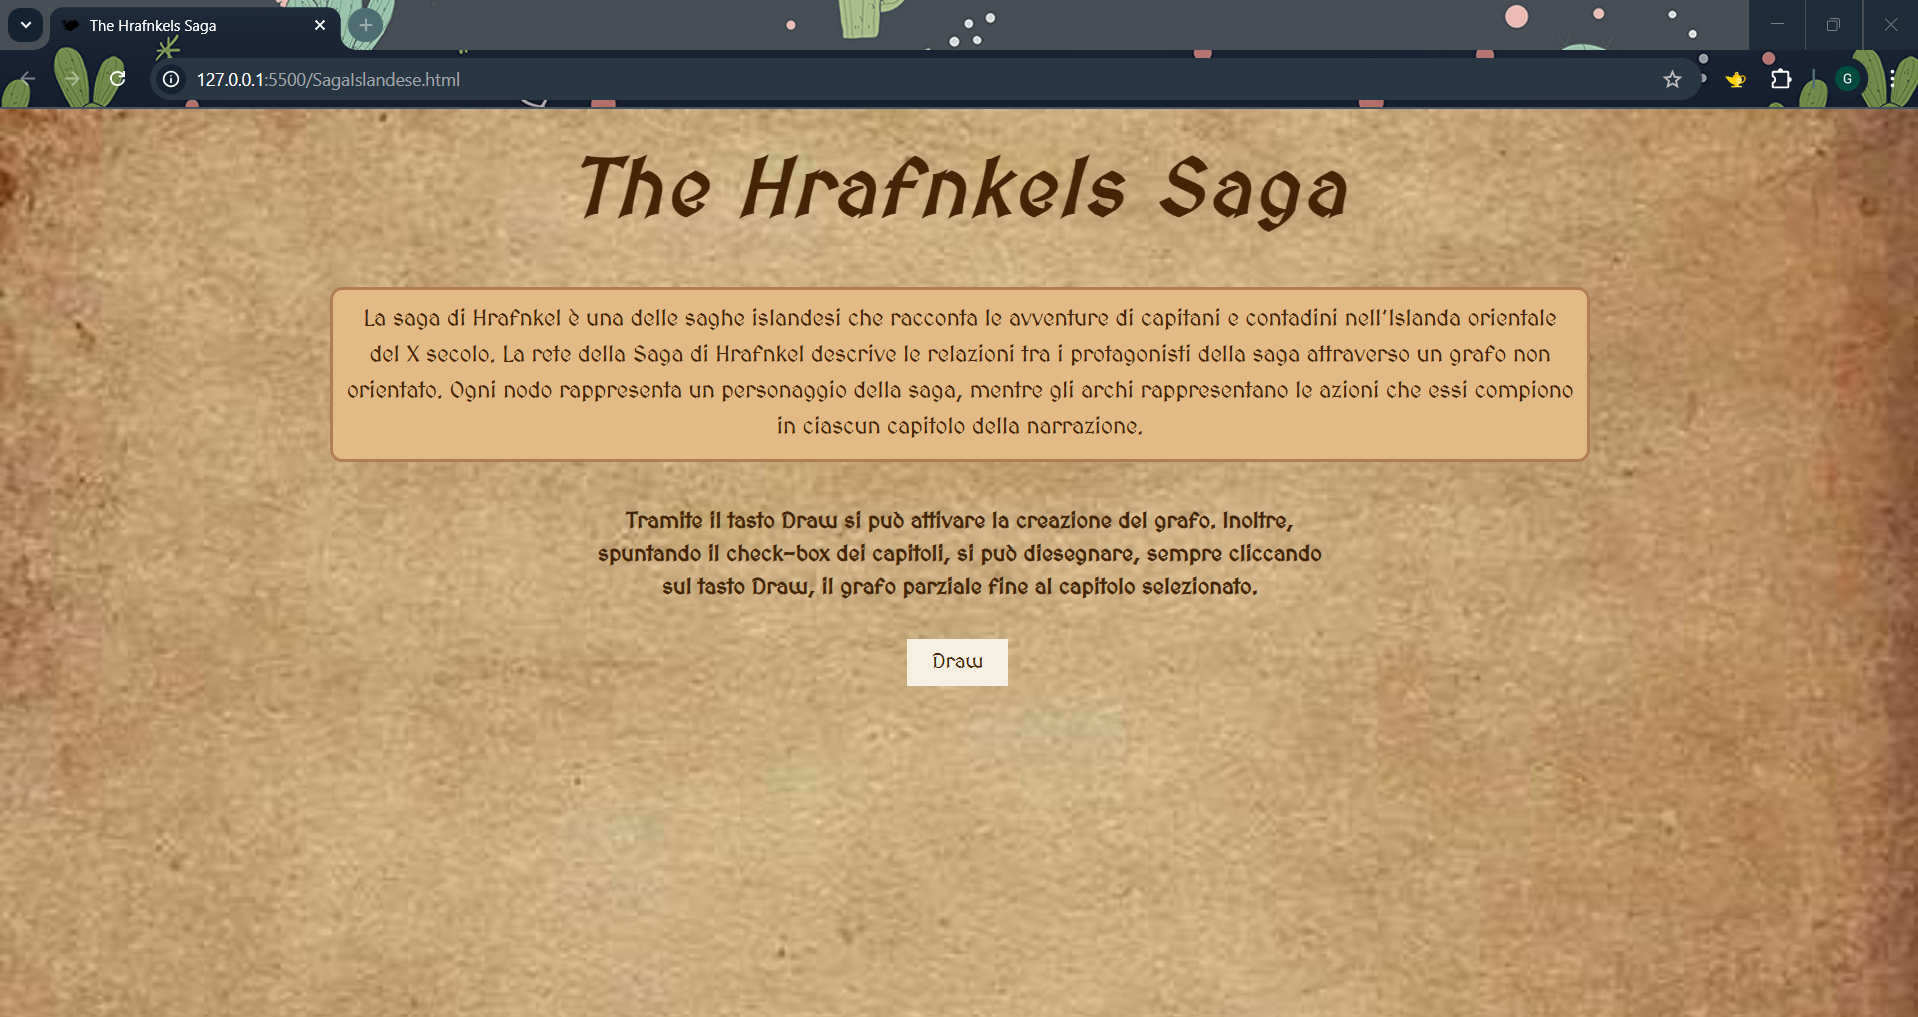 The Hrafnkels Saga
127.0.0.1:5500/SagaIslandese.html
G
The Hrafnkels Saga
La saga di Hrafnkel è una delle saghe islandesi che racconta le avventure di capitani e contadini nell'Islanda orientale
del X secolo. La rete della Saga di Hrafnkel descrive le relazioni tra i protagonisti della saga attraverso un grafo non
orientato. Ogni nodo rappresenta un personaggio della saga, mentre gli archi rappresentano le azioni che essi compiono
in ciascun capitolo della narrazione.
Tramite il tasto Draw si può attivare la creazione del grafo. Inoltre,
spuntando il check-box dei capitoli, si può diesegnare, sempre cliccando
sul tasto Draw, il grafo parziale fine al capitolo selezionato.
Draw